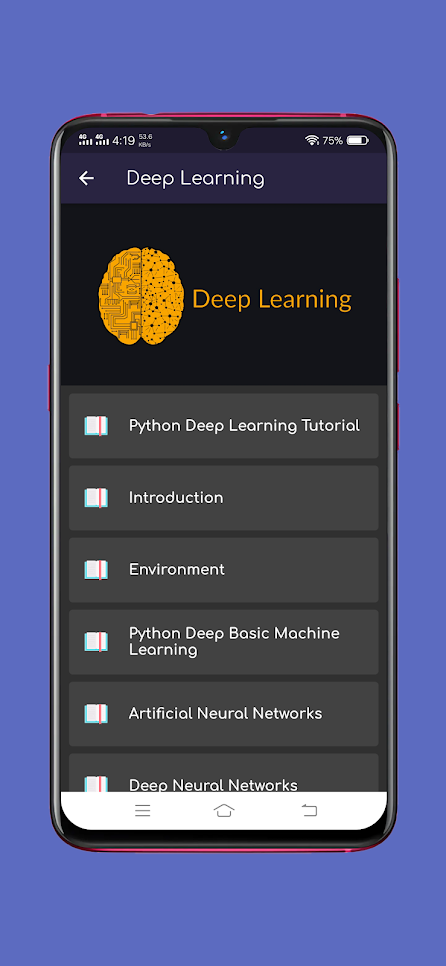 4G 4G 4:19 53.6 KB/s 75%
Deep Learning
Deep Learning
Python Deep Learning Tutorial
Introduction
Environment
Python Deep Basic Machine
Learning
Artificial Neural Networks
Deep Neural Networks